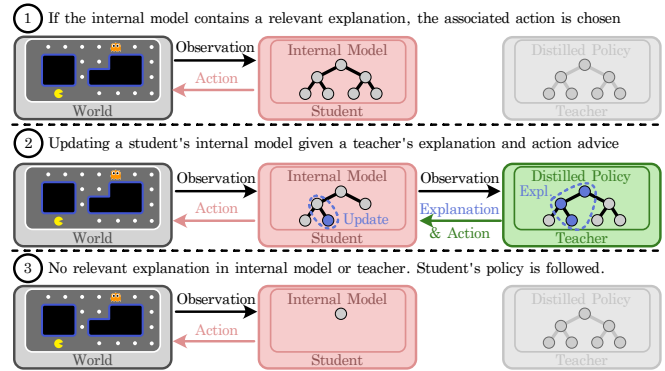 1 If the internal model contains a relevant explanation, the associated action is chosen
Observation
Action
World
Internal Model
Student
Distilled Policy
Teacher
2 Updating a student's internal model given a teacher's explanation and action advice
Observation
Action
World
Internal Model
Update
Student
Observation
Explanation
& Action
Distilled Policy
Expl.
Teacher
3 No relevant explanation in internal model or teacher. Student's policy is followed.
Observation
Action
World
Internal Model
Student
Distilled Policy
Teacher